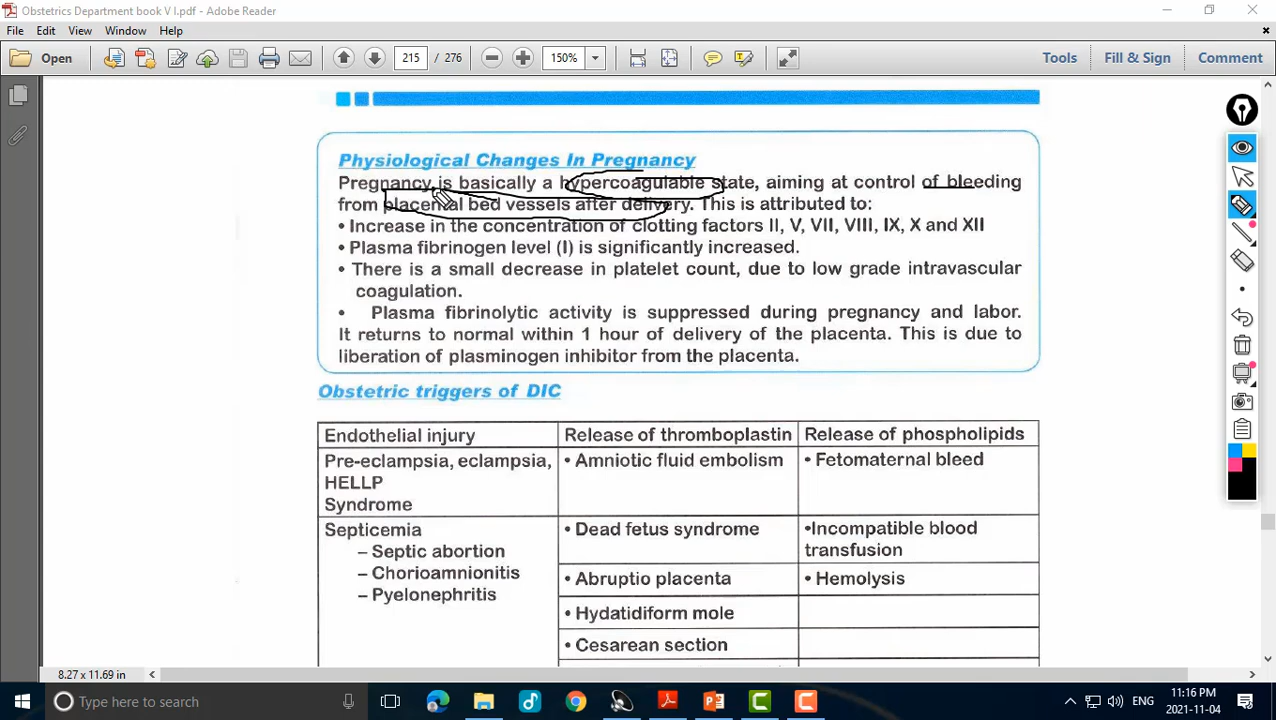 Obstetrics Department book V I.pdf - Adobe Reader
File Edit View Window Help
Open 215 / 276 150% Tools Fill & Sign Comment
Physiological Changes In Pregnancy
Pregnancy is basically a hypercoagulable state, aiming at control of bleeding
from placental bed vessels after delivery. This is attributed to:
• Increase in the concentration of clotting factors II, V, VII, VIII, IX, X and XII
• Plasma fibrinogen level (I) is significantly increased.
• There is a small decrease in platelet count, due to low grade intravascular
coagulation.
• Plasma fibrinolytic activity is suppressed during pregnancy and labor.
It returns to normal within 1 hour of delivery of the placenta. This is due to
liberation of plasminogen inhibitor from the placenta.
Obstetric triggers of DIC
Endothelial injury Release of thromboplastin Release of phospholipids
Pre-eclampsia, eclampsia, • Amniotic fluid embolism • Fetomaternal bleed
HELLP
Syndrome
Septicemia • Dead fetus syndrome •Incompatible blood
– Septic abortion transfusion
– Chorioamnionitis • Abruptio placenta • Hemolysis
– Pyelonephritis
• Hydatidiform mole
• Cesarean section
8.27 x 11.69 in
Type here to search
ENG
11:16 PM
2021-11-04